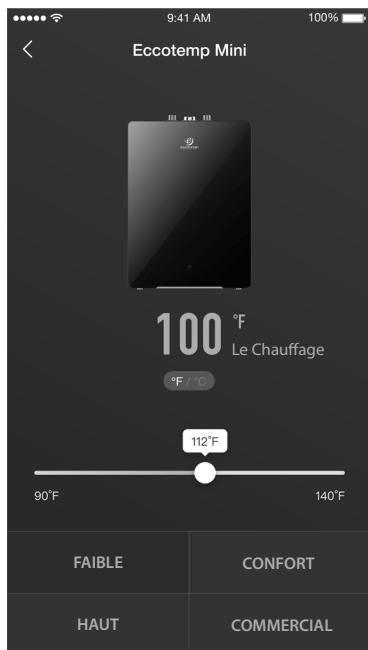 9:41 AM 100%
Eccotemp Mini
100 °F
Le Chauffage
°F / °C
112°F
90°F 140°F
FAIBLE CONFORT
HAUT COMMERCIAL